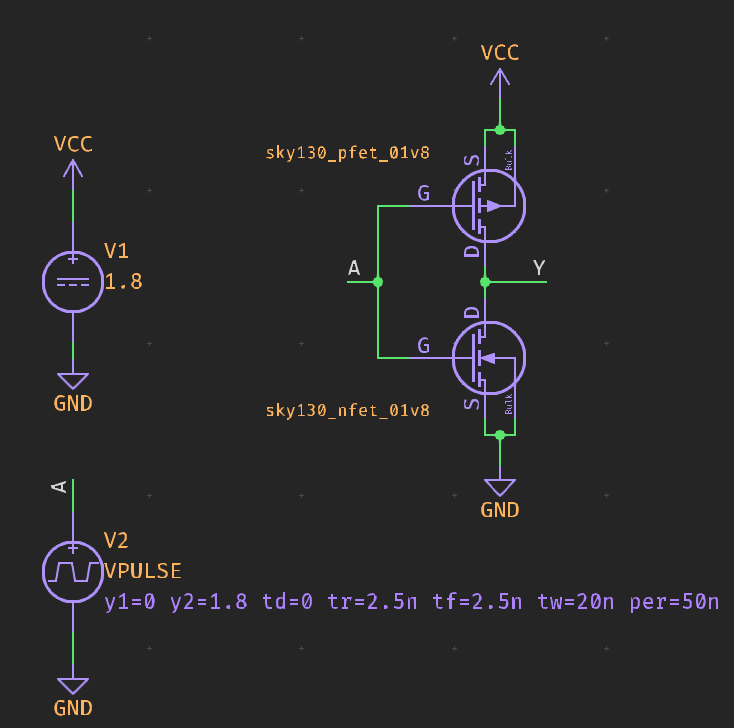 VCC
V1
1.8
GND
A
V2
VPULSE
y1=0 y2=1.8 td=0 tr=2.5n tf=2.5n tw=20n per=50n
GND
VCC
sky130_pfet_01v8
S
Bulk
G
D
A
Y
D
G
S
Bulk
sky130_nfet_01v8
GND